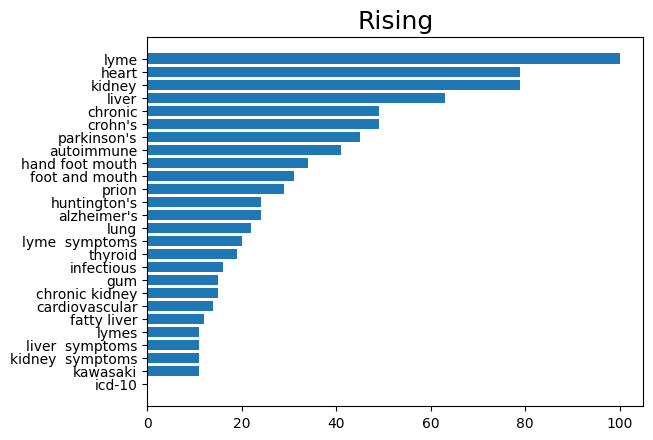 Rising
lyme
heart
kidney
liver
chronic
crohn's
parkinson's
autoimmune
hand foot mouth
foot and mouth
prion
huntington's
alzheimer's
lung
lyme  symptoms
thyroid
infectious
gum
chronic kidney
cardiovascular
fatty liver
lymes
liver  symptoms
kidney  symptoms
kawasaki
icd-10
0 20 40 60 80 100